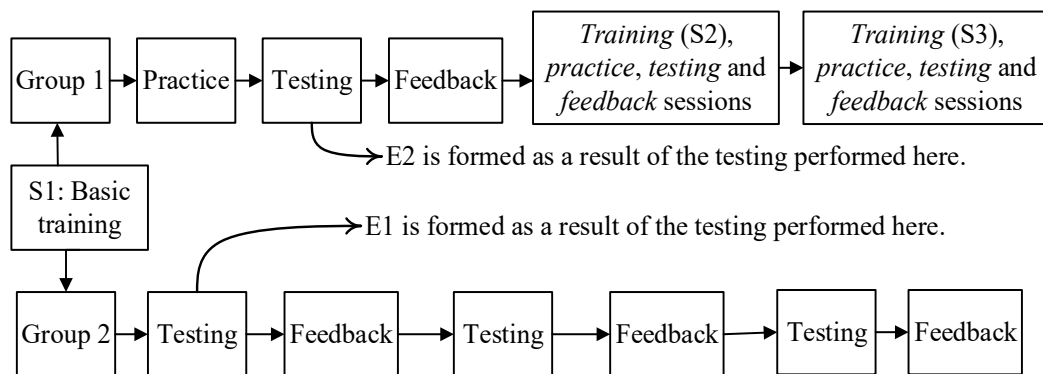 Group 1
Practice
Testing
Feedback
Training (S2),
practice, testing and
feedback sessions
Training (S3),
practice, testing and
feedback sessions
E2 is formed as a result of the testing performed here.
S1: Basic
training
E1 is formed as a result of the testing performed here.
Group 2
Testing
Feedback
Testing
Feedback
Testing
Feedback